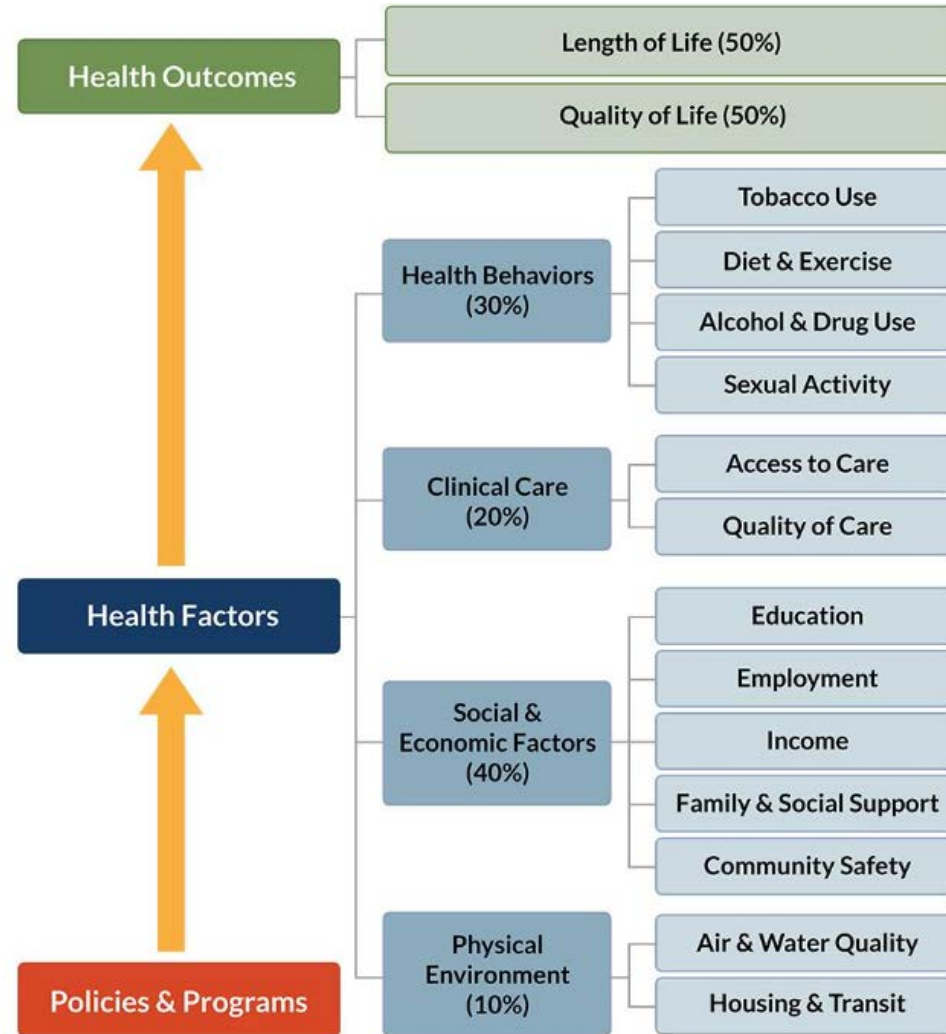 Health Outcomes
Length of Life (50%)
Quality of Life (50%)
Health Factors
Health Behaviors
(30%)
Tobacco Use
Diet & Exercise
Alcohol & Drug Use
Sexual Activity
Clinical Care
(20%)
Access to Care
Quality of Care
Social &
Economic Factors
(40%)
Education
Employment
Income
Family & Social Support
Community Safety
Physical
Environment
(10%)
Air & Water Quality
Housing & Transit
Policies & Programs